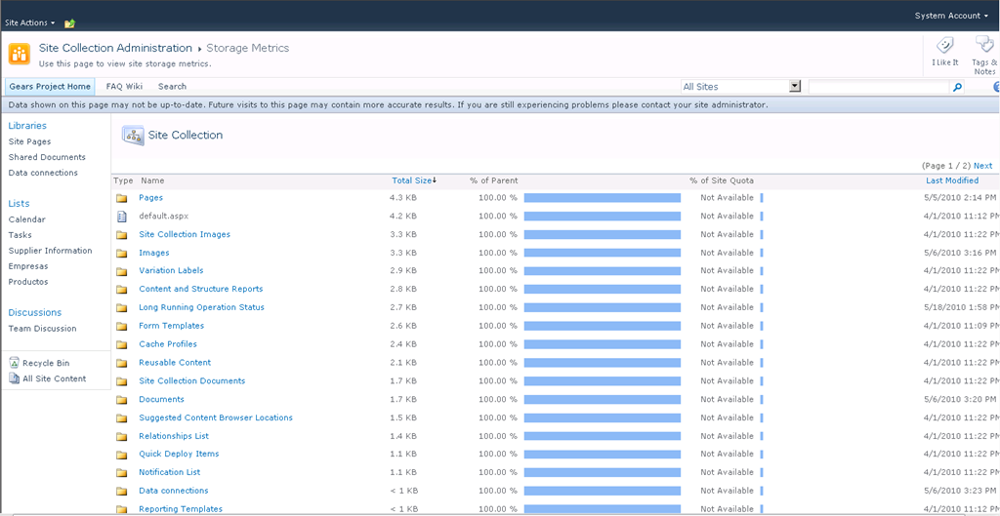 Site Actions
System Account
Site Collection Administration Storage Metrics
Use this page to view site storage metrics.
I Like It
Tags & Notes
Gears Project Home FAQ Wiki Search
All Sites
Data shown on this page may not be up-to-date. Future visits to this page may contain more accurate results. If you are still experiencing problems please contact your site administrator.
Libraries
Site Pages
Shared Documents
Data connections
Lists
Calendar
Tasks
Supplier Information
Empresas
Productos
Discussions
Team Discussion
Recycle Bin
All Site Content
Site Collection
(Page 1 / 2) Next
Type Name Total Size % of Parent % of Site Quota Last Modified
Pages 4.3 KB 100.00 % Not Available 5/5/2010 2:14 PM
default.aspx 4.2 KB 100.00 % Not Available 4/1/2010 11:12 PM
Site Collection Images 3.3 KB 100.00 % Not Available 4/1/2010 11:22 PM
Images 3.3 KB 100.00 % Not Available 5/6/2010 3:16 PM
Variation Labels 2.9 KB 100.00 % Not Available 4/1/2010 11:22 PM
Content and Structure Reports 2.8 KB 100.00 % Not Available 4/1/2010 11:22 PM
Long Running Operation Status 2.7 KB 100.00 % Not Available 5/18/2010 1:58 PM
Form Templates 2.6 KB 100.00 % Not Available 4/1/2010 11:09 PM
Cache Profiles 2.4 KB 100.00 % Not Available 4/1/2010 11:22 PM
Reusable Content 2.1 KB 100.00 % Not Available 4/1/2010 11:22 PM
Site Collection Documents 1.7 KB 100.00 % Not Available 4/1/2010 11:22 PM
Documents 1.7 KB 100.00 % Not Available 5/6/2010 3:20 PM
Suggested Content Browser Locations 1.5 KB 100.00 % Not Available 4/1/2010 11:22 PM
Relationships List 1.4 KB 100.00 % Not Available 4/1/2010 11:22 PM
Quick Deploy Items 1.1 KB 100.00 % Not Available 4/1/2010 11:22 PM
Notification List 1.1 KB 100.00 % Not Available 4/1/2010 11:22 PM
Data connections < 1 KB 100.00 % Not Available 5/6/2010 3:23 PM
Reporting Templates < 1 KB 100.00 % Not Available 4/1/2010 11:12 PM